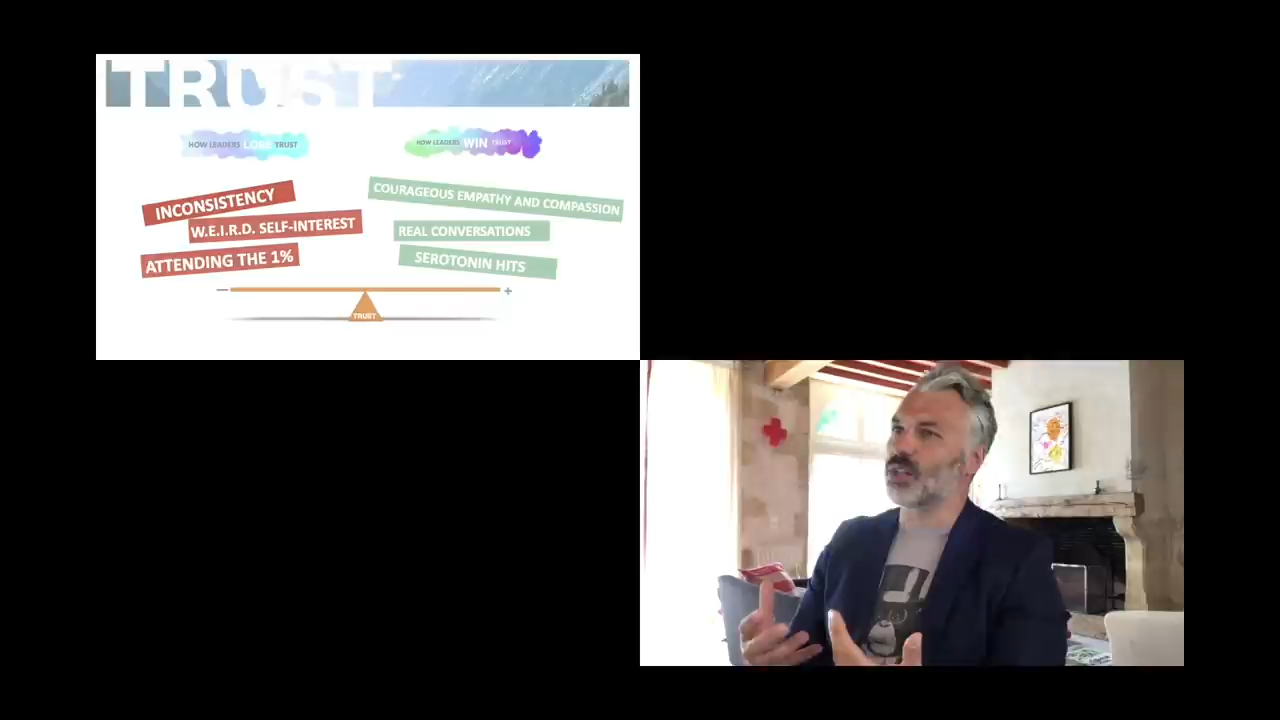 TRUST
HOW LEADERS LOSE TRUST
HOW LEADERS WIN TRUST
INCONSISTENCY
W.E.I.R.D. SELF-INTEREST
ATTENDING THE 1%
COURAGEOUS EMPATHY AND COMPASSION
REAL CONVERSATIONS
SEROTONIN HITS
— +
TRUST